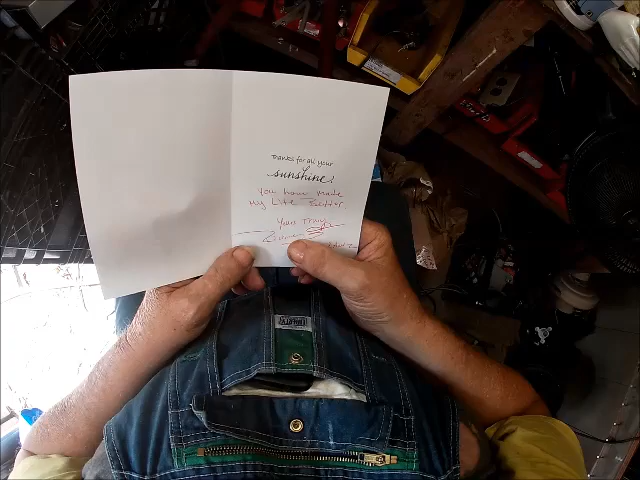 Thanks for all your
sunshine!
You have made
my Life Better
Yours Truly